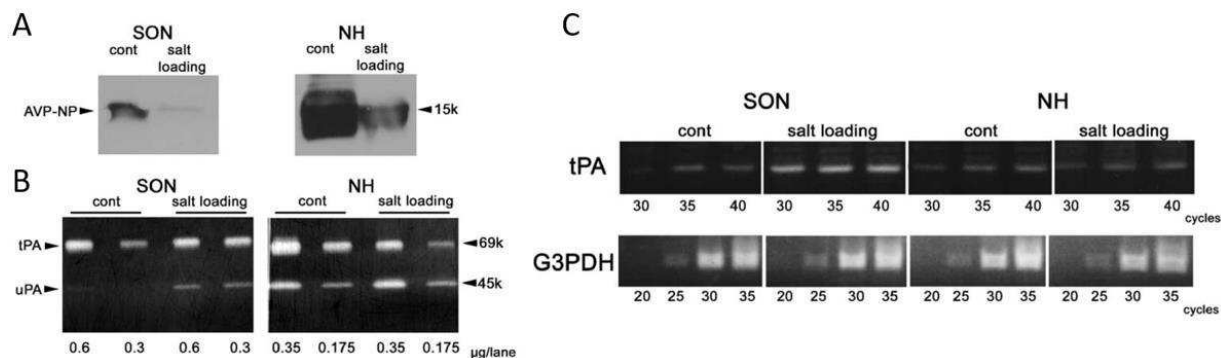 A
SON
NH
cont
salt loading
cont
salt loading
AVP-NP
15k
B
SON
NH
cont
salt loading
cont
salt loading
tPA
69k
uPA
45k
0.6 0.3 0.6 0.3 0.35 0.175 0.35 0.175 µg/lane
C
SON
NH
cont
salt loading
cont
salt loading
tPA
30 35 40 30 35 40 30 35 40 30 35 40
cycles
G3PDH
20 25 30 35 20 25 30 35 20 25 30 35 20 25 30 35
cycles